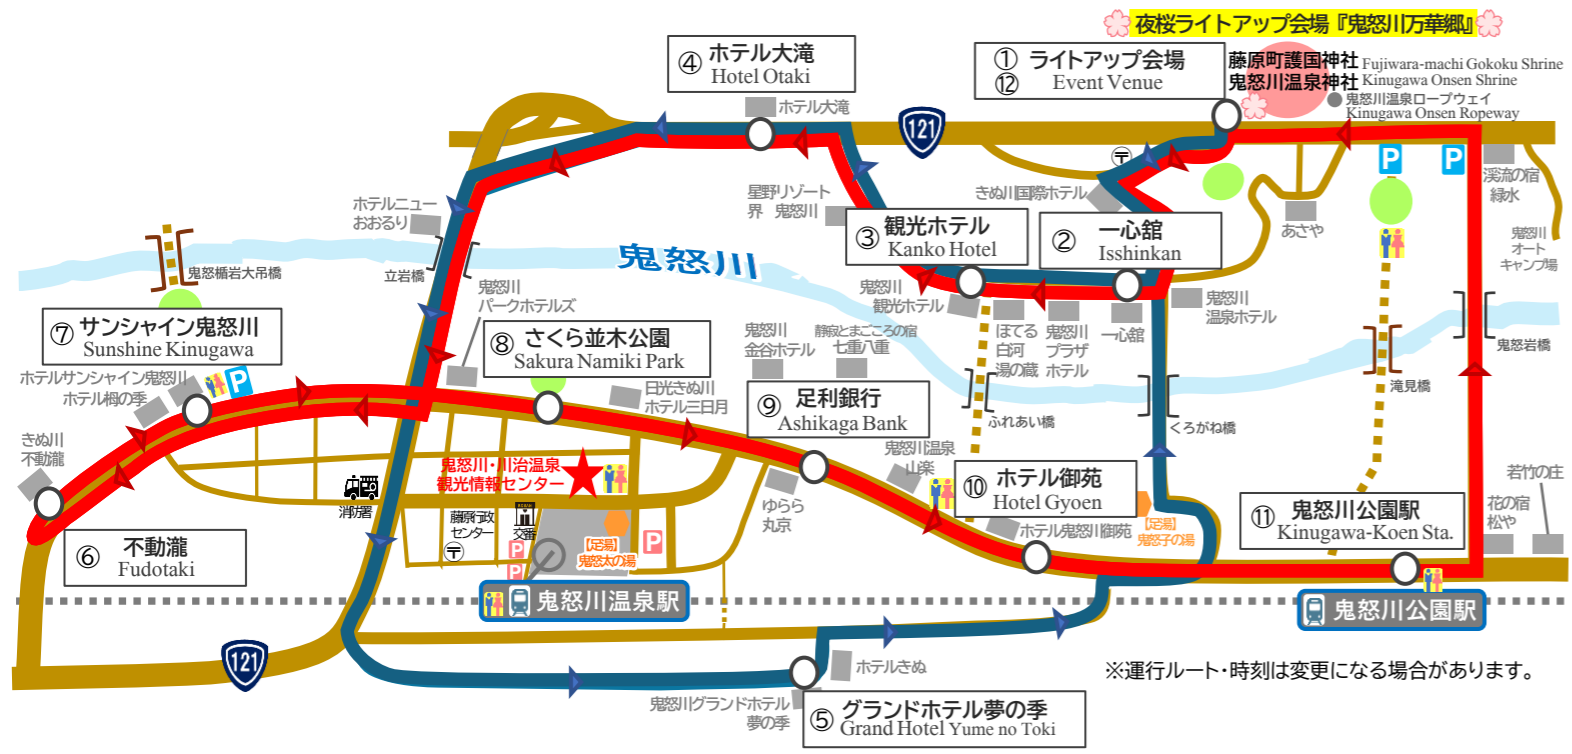 夜桜ライトアップ会場『鬼怒川万華郷』
④ ホテル大滝
Hotel Otaki
ホテル大滝
① ライトアップ会場
⑫ Event Venue
藤原町護国神社 Fujiwara-machi Gokoku Shrine
鬼怒川温泉神社 Kinugawa Onsen Shrine
鬼怒川温泉ロープウェイ
Kinugawa Onsen Ropeway
121
〒
P
P
渓流の宿
緑水
ホテルニュー
おおるり
星野リゾート
界 鬼怒川
きぬ川国際ホテル
あさや
鬼怒川
オート
キャンプ場
③ 観光ホテル
Kanko Hotel
② 一心舘
Isshinkan
鬼怒川
鬼怒楯岩大吊橋
立岩橋
鬼怒川
パークホテルズ
鬼怒川
観光ホテル
ほてる
白河
湯の蔵
鬼怒川
プラザ
ホテル
一心舘
鬼怒川
温泉ホテル
鬼怒岩橋
⑦ サンシャイン鬼怒川
Sunshine Kinugawa
⑧ さくら並木公園
Sakura Namiki Park
鬼怒川
金谷ホテル
静寂とまごころの宿
七重八重
滝見橋
ホテルサンシャイン鬼怒川
ホテル栂の季
P
日光きぬ川
ホテル三日月
⑨ 足利銀行
Ashikaga Bank
ふれあい橋
くろがね橋
きぬ川
不動瀧
鬼怒川・川治温泉
観光情報センター
鬼怒川温泉
山楽
若竹の庄
花の宿
松や
消防署
藤原行政
センター
〒
交番
P
P
P
【足湯】
鬼怒太の湯
ゆらら
丸京
⑩ ホテル御苑
Hotel Gyoen
ホテル鬼怒川御苑
【足湯】
鬼怒子の湯
⑪ 鬼怒川公園駅
Kinugawa-Koen Sta.
⑥ 不動瀧
Fudotaki
鬼怒川温泉駅
鬼怒川公園駅
121
ホテルきぬ
鬼怒川グランドホテル
夢の季
⑤ グランドホテル夢の季
Grand Hotel Yume no Toki
※運行ルート・時刻は変更になる場合があります。